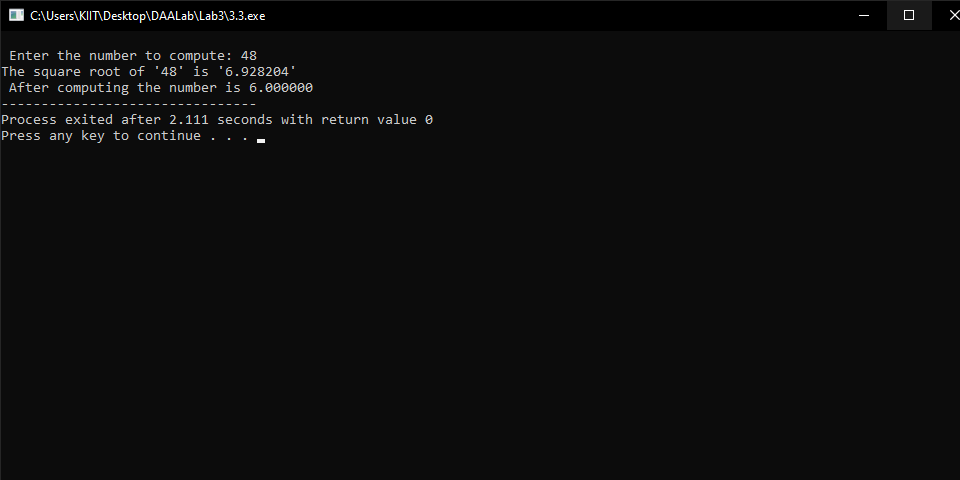 C:\Users\KIIT\Desktop\DAALab\Lab3\3.3.exe
Enter the number to compute: 48
The square root of '48' is '6.928204'
After computing the number is 6.000000
--------------------------------
Process exited after 2.111 seconds with return value 0
Press any key to continue . . .